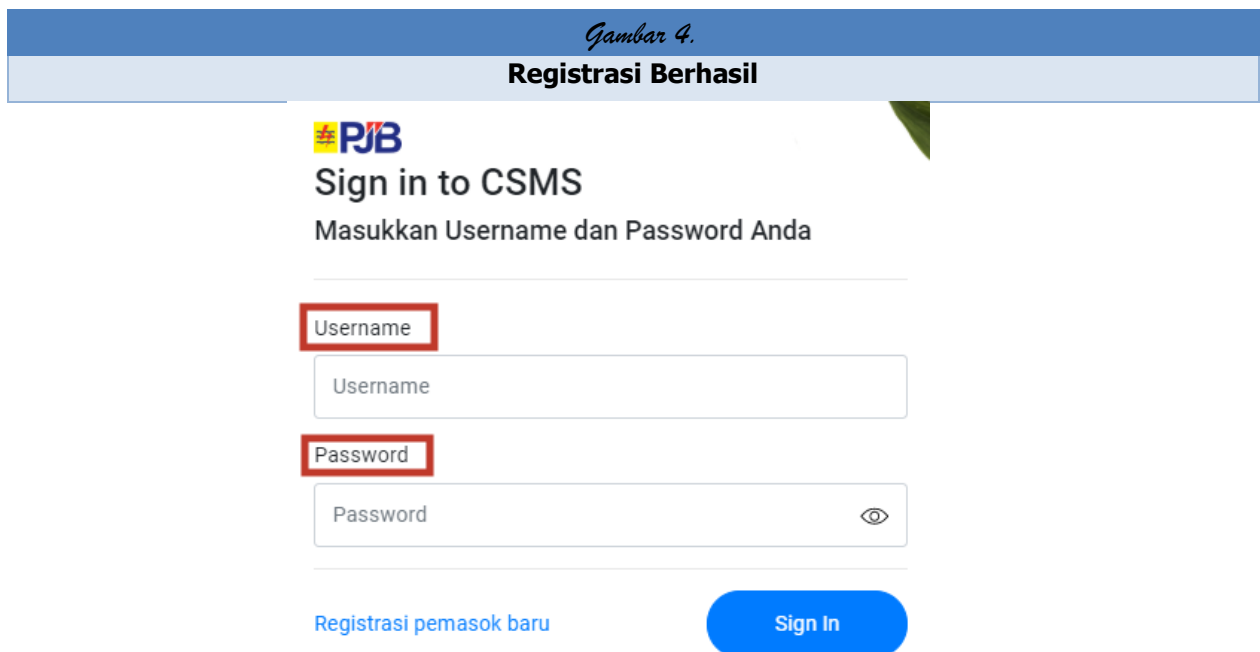 Gambar 4.
Registrasi Berhasil
PJB
Sign in to CSMS
Masukkan Username dan Password Anda
Username
Username
Password
Password
Registrasi pemasok baru
Sign In